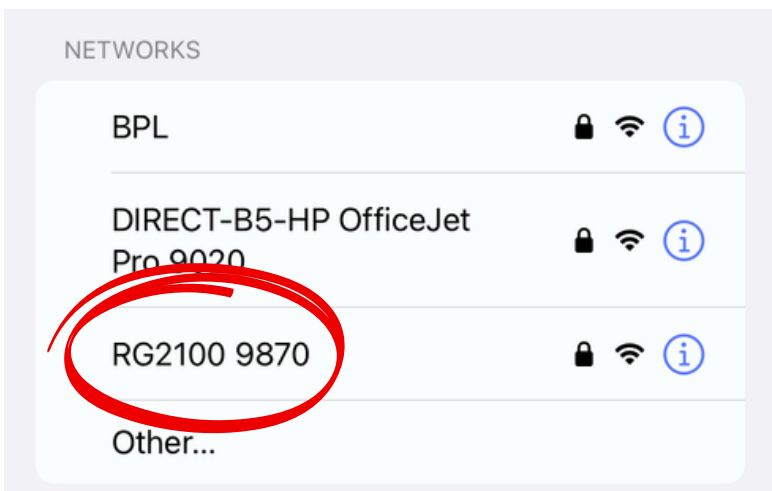 NETWORKS
BPL
DIRECT-B5-HP OfficeJet
Pro 9020
RG2100 9870
Other...